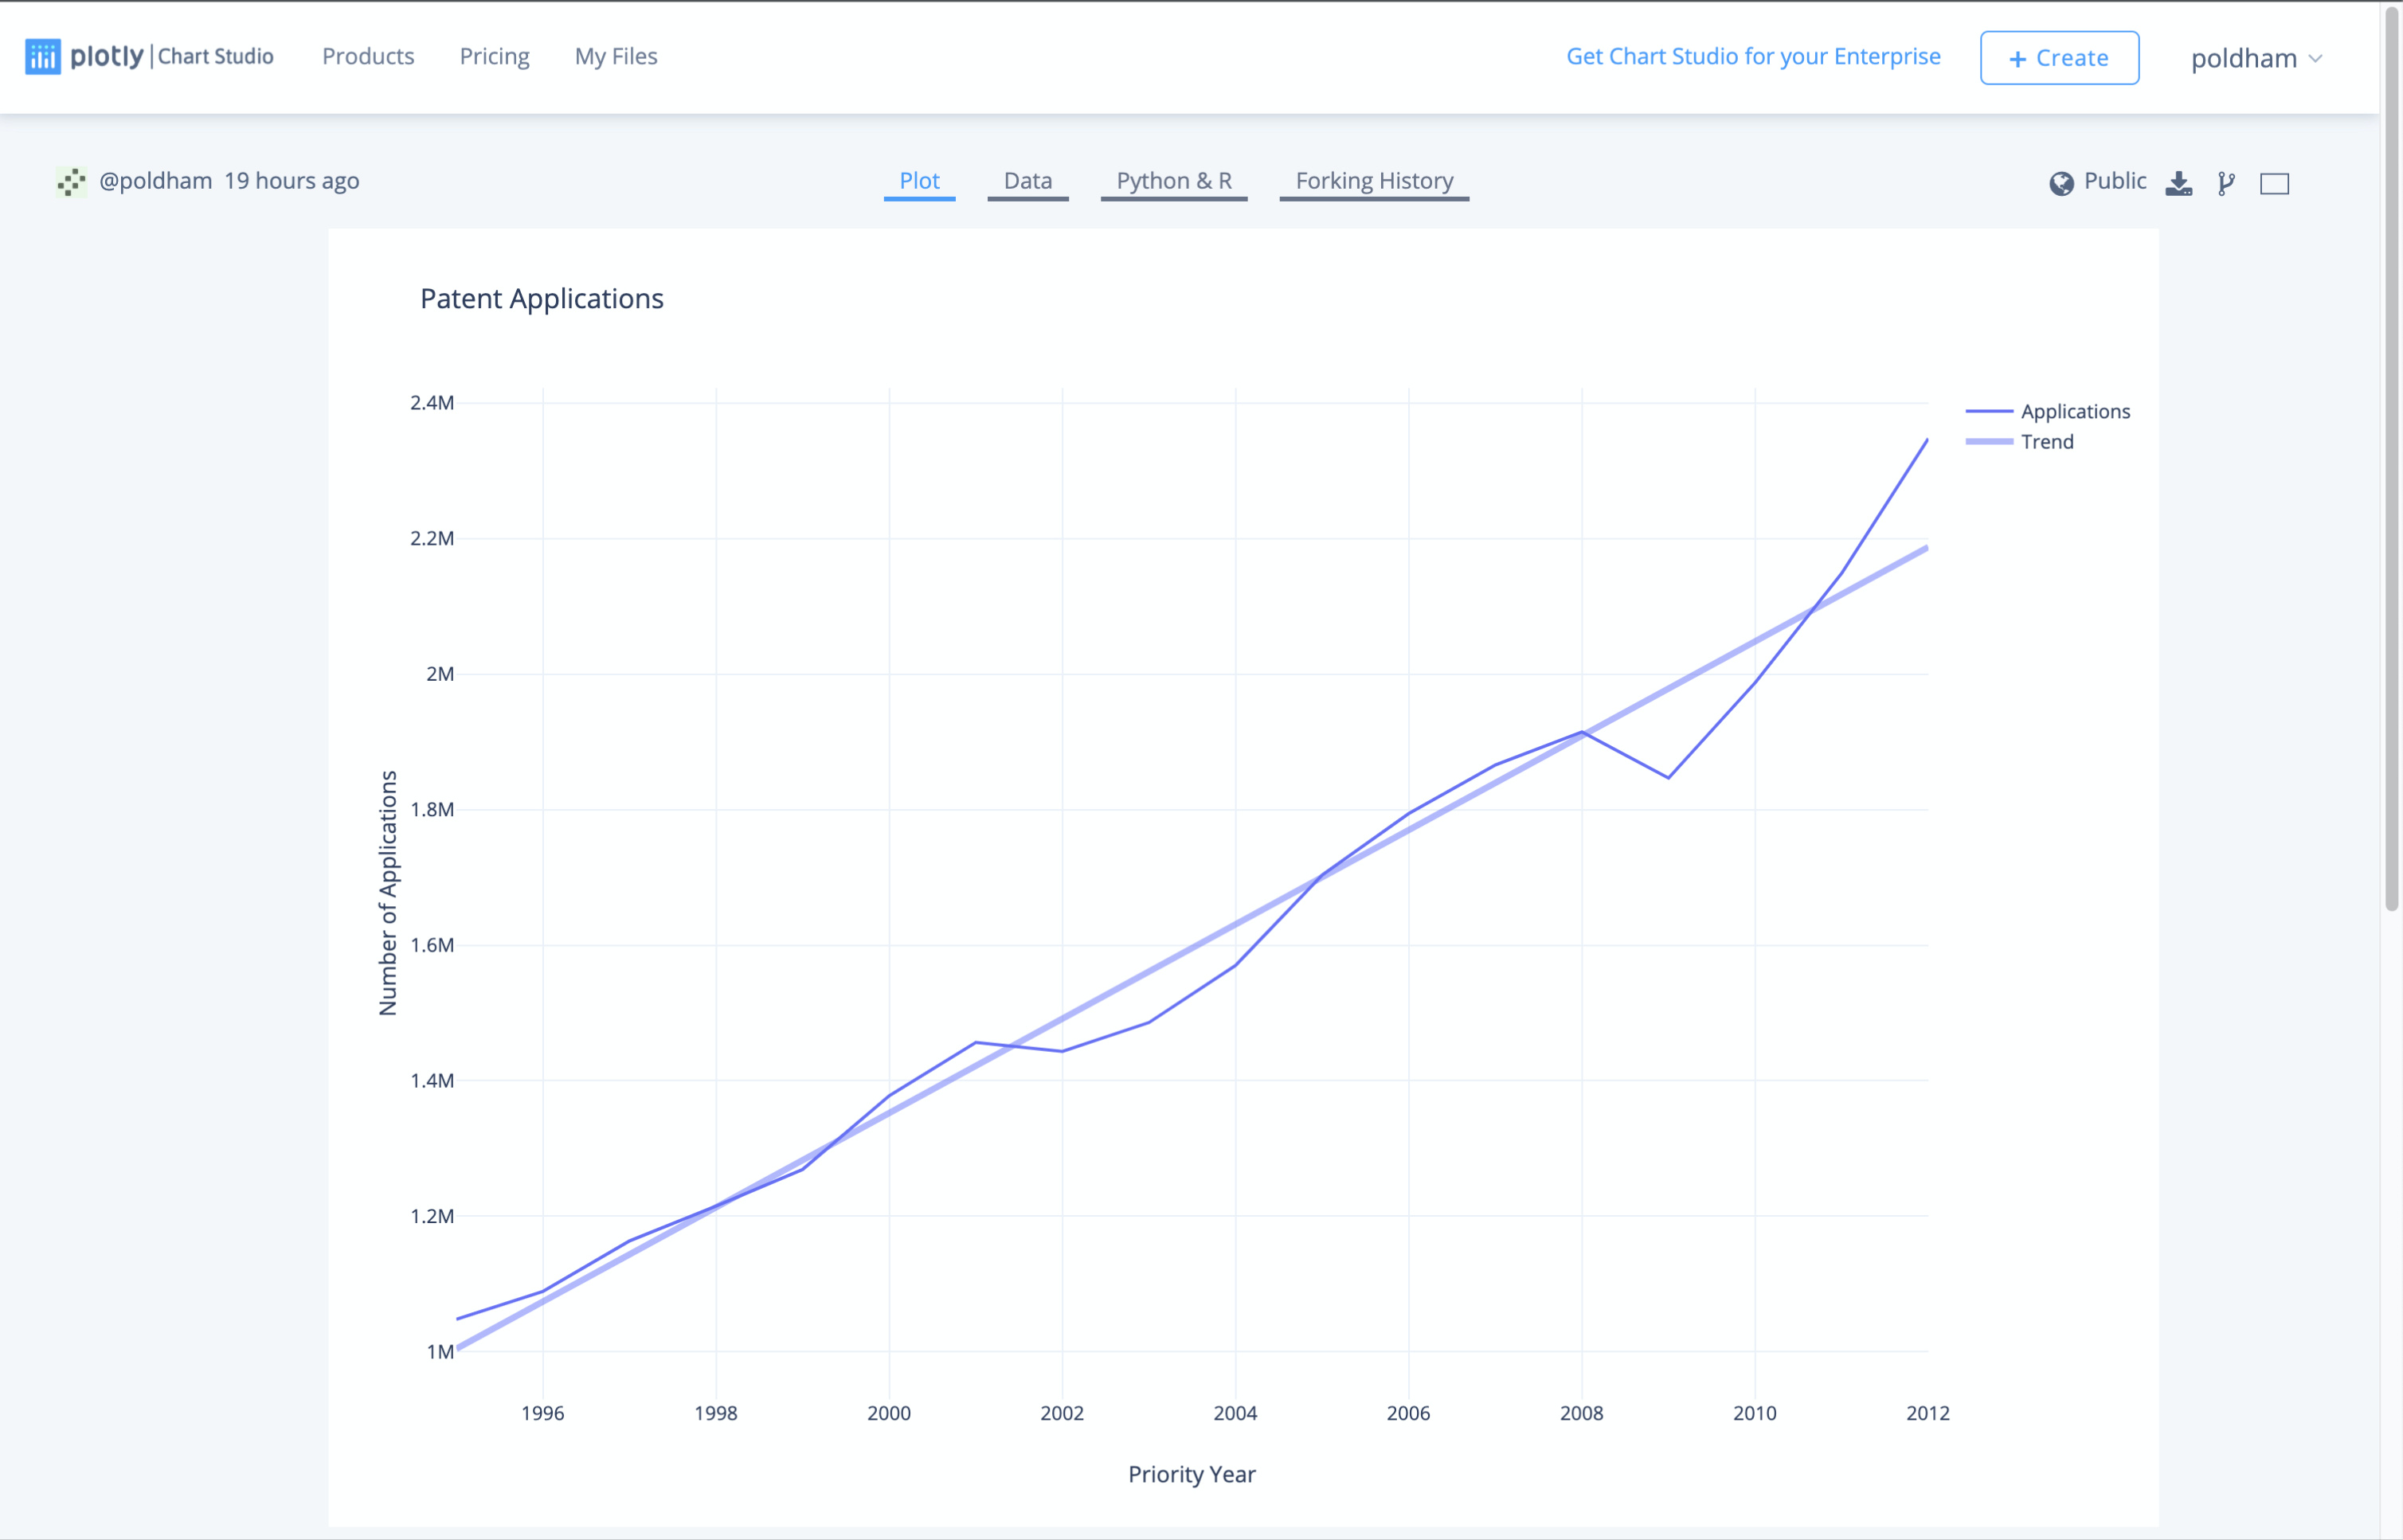 plotly | Chart Studio Products Pricing My Files Get Chart Studio for your Enterprise + Create poldham
@poldham 19 hours ago Plot Data Python & R Forking History Public
Patent Applications
2.4M
2.2M
2M
1.8M
1.6M
1.4M
1.2M
1M
Number of Applications
Applications
Trend
1996 1998 2000 2002 2004 2006 2008 2010 2012
Priority Year